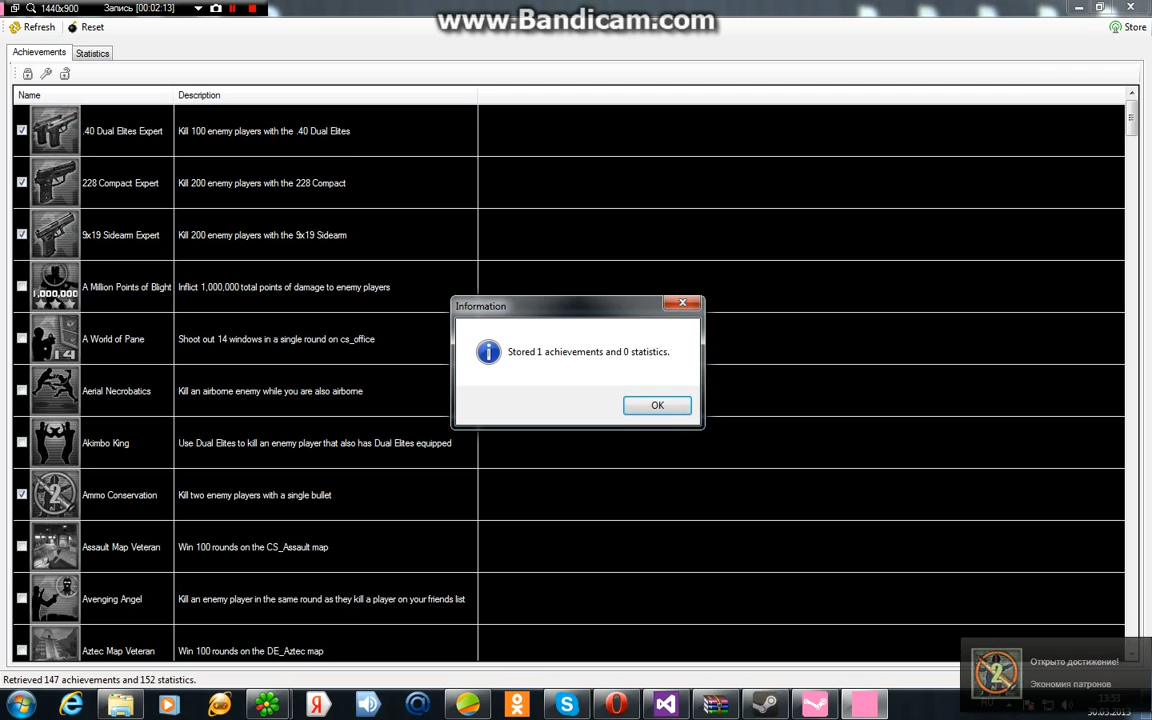 1440x900 Запись [00:02:13]
www.Bandicam.com
Refresh Reset Store
Achievements Statistics
Name Description
.40 Dual Elites Expert Kill 100 enemy players with the .40 Dual Elites
228 Compact Expert Kill 200 enemy players with the 228 Compact
9x19 Sidearm Expert Kill 200 enemy players with the 9x19 Sidearm
1,000,000 A Million Points of Blight Inflict 1,000,000 total points of damage to enemy players
Information
14 A World of Pane Shoot out 14 windows in a single round on cs_office
Stored 1 achievements and 0 statistics.
Aerial Necrobatics Kill an airborne enemy while you are also airborne
OK
Akimbo King Use Dual Elites to kill an enemy player that also has Dual Elites equipped
2 Ammo Conservation Kill two enemy players with a single bullet
Assault Map Veteran Win 100 rounds on the CS_Assault map
Avenging Angel Kill an enemy player in the same round as they kill a player on your friends list
Aztec Map Veteran Win 100 rounds on the DE_Aztec map
2 Открыто достижение!
Экономия патронов
Retrieved 147 achievements and 152 statistics.
RU 13:53
30.03.2015